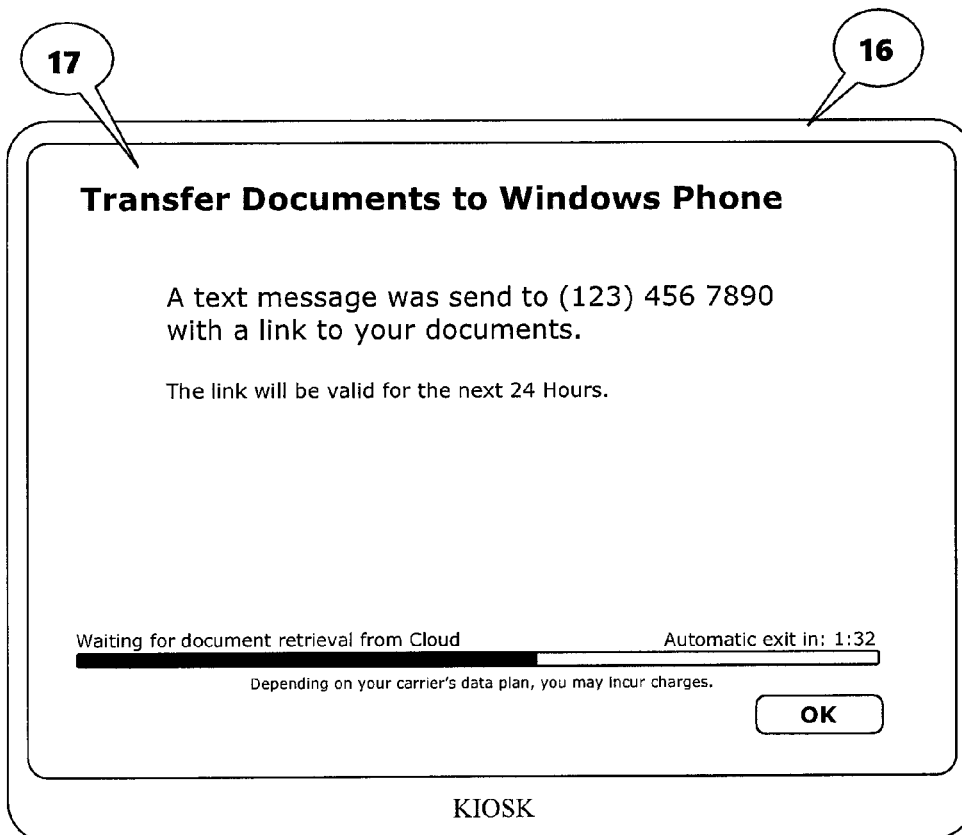 17
16
Transfer Documents to Windows Phone
A text message was send to (123) 456 7890
with a link to your documents.
The link will be valid for the next 24 Hours.
Waiting for document retrieval from Cloud
Automatic exit in: 1:32
Depending on your carrier's data plan, you may incur charges.
OK
KIOSK